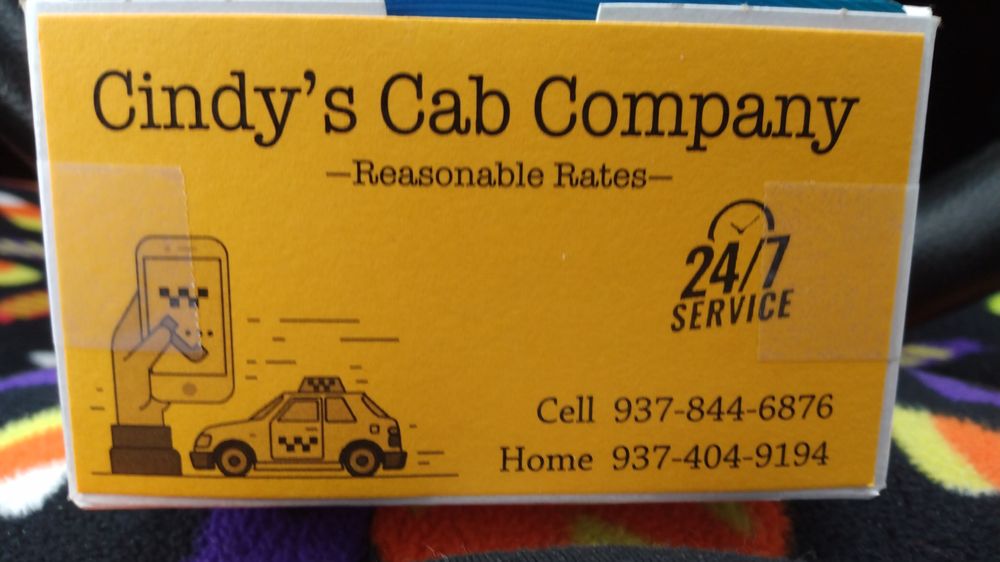 Cindy's Cab Company
—Reasonable Rates—
24/7
SERVICE
Cell 937-844-6876
Home 937-404-9194